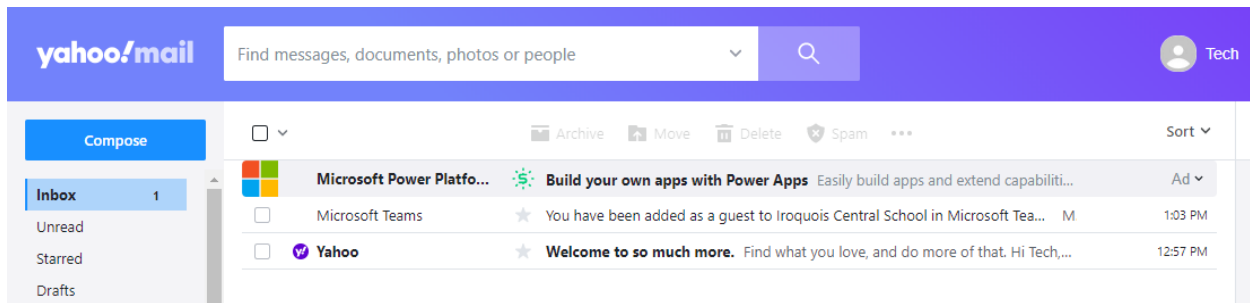 yahoo!mail
Find messages, documents, photos or people
Tech
Compose
Archive Move Delete Spam
Sort
Inbox 1
Unread
Starred
Drafts
Microsoft Power Platfo... Build your own apps with Power Apps Easily build apps and extend capabiliti... Ad
Microsoft Teams You have been added as a guest to Iroquois Central School in Microsoft Tea... M 1:03 PM
Yahoo Welcome to so much more. Find what you love, and do more of that. Hi Tech,... 12:57 PM